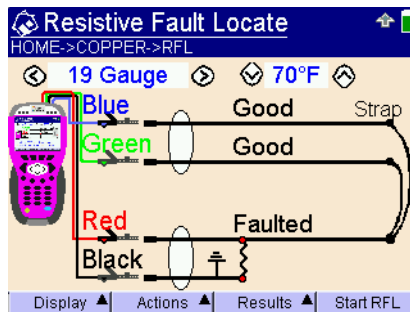 Resistive Fault Locate
HOME->COPPER->RFL
19 Gauge 70°F
Blue Good Strap
Green Good
Red Faulted
Black
Display Actions Results Start RFL